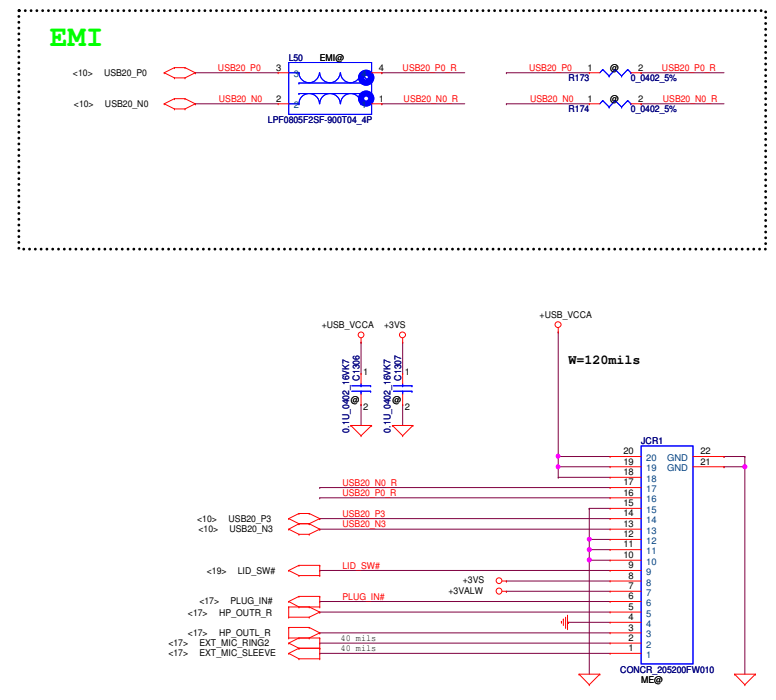 EMI
L50 EMI@
<10> USB20_P0 USB20_P0 3 4 USB20_P0_R
<10> USB20_N0 USB20_N0 2 1 USB20_N0_R
LPF0805F2SF-900T04_4P
USB20_P0 1 @ 2 USB20_P0_R
R173 0_0402_5%
USB20_N0 1 @ 2 USB20_N0_R
R174 0_0402_5%
+USB_VCCA +3VS
0.1U_0402_16VK7
C1306
@
1
2
0.1U_0402_16VK7
C1307
@
1
2
+USB_VCCA
W=120mils
JCR1
20 20 GND 22
19 19 GND 21
18 18
USB20_N0_R 17 17
USB20_P0_R 16 16
15 15
<10> USB20_P3 USB20_P3 14 14
<10> USB20_N3 USB20_N3 13 13
12 12
11 11
10 10
<19> LID_SW# LID_SW# 9 9
+3VS 8 8
+3VALW 7 7
<17> PLUG_IN# PLUG_IN# 6 6
<17> HP_OUTR_R 5 5
4 4
<17> HP_OUTL_R 3 3
<17> EXT_MIC_RING2 40 mils 2 2
<17> EXT_MIC_SLEEVE 40 mils 1 1
CONCR_205200FW010
ME@